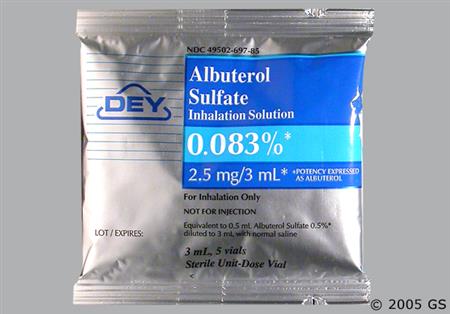 NDC 49502-697-85
DEY
Albuterol
Sulfate
Inhalation Solution
0.083%*
2.5 mg/3 mL*
*POTENCY EXPRESSED
AS ALBUTEROL
For Inhalation Only
NOT FOR INJECTION
Equivalent to 0.5 mL Albuterol Sulfate 0.5%*
diluted to 3 mL with normal saline
LOT / EXPIRES:
3 mL, 5 vials
Sterile Unit-Dose Vial
© 2005 GS